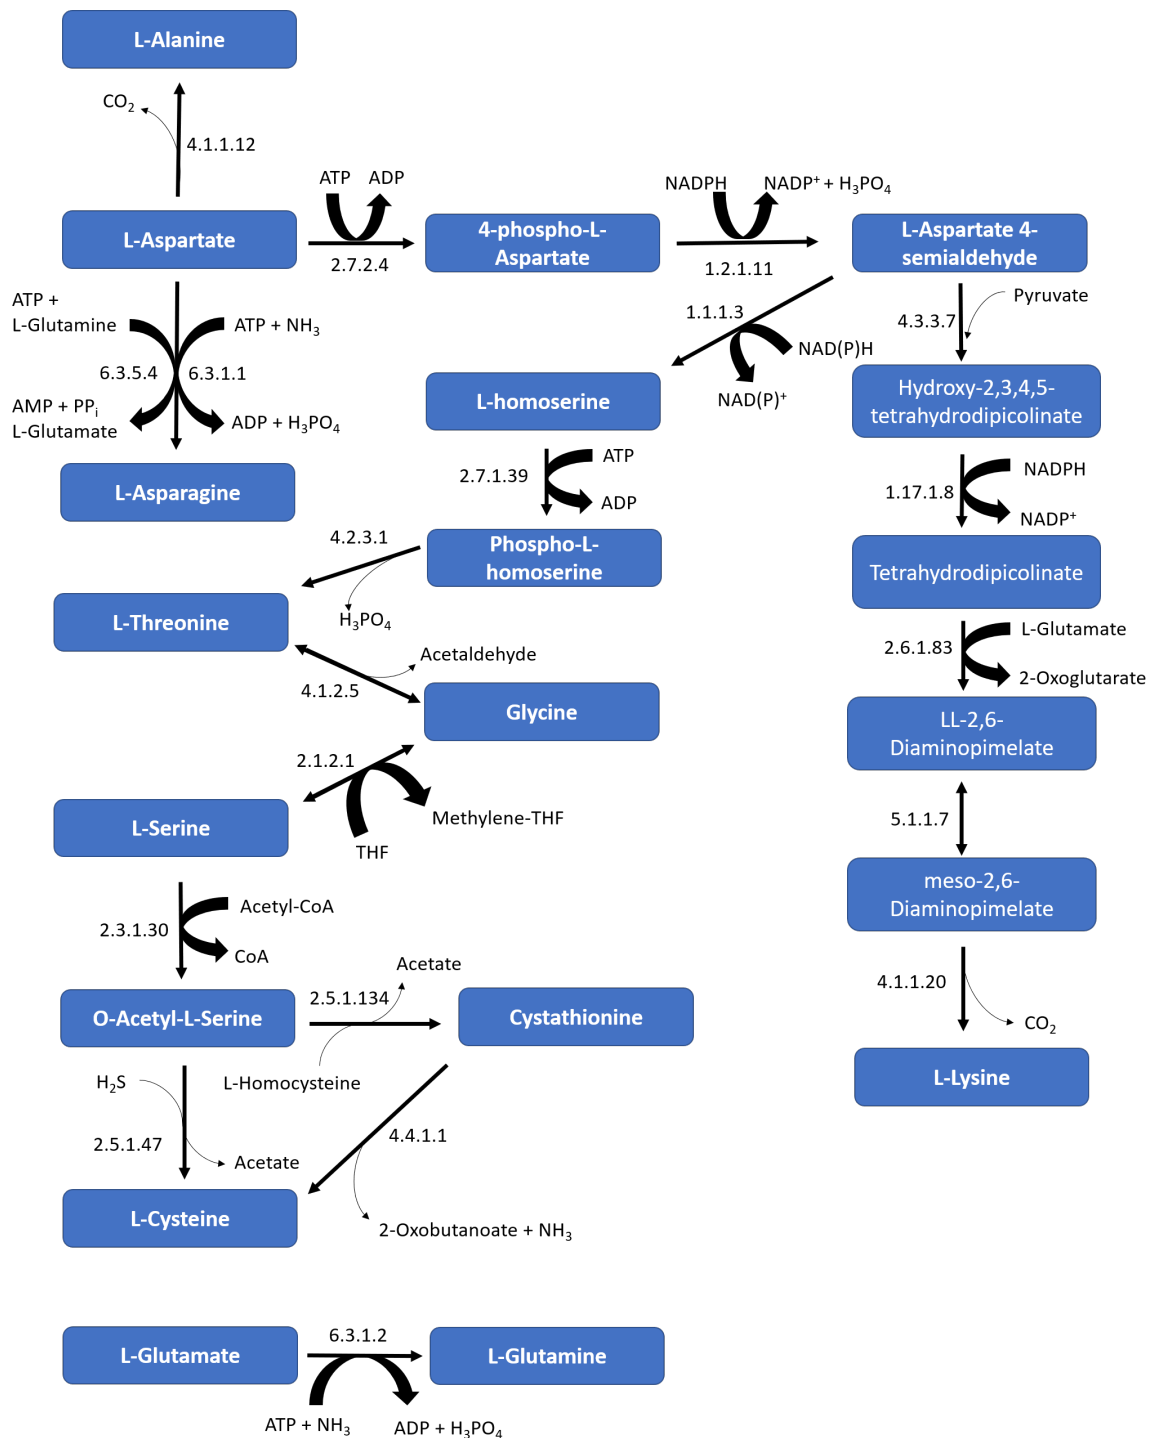 L-Alanine
CO₂
4.1.1.12
ATP
ADP
NADPH
NADP⁺ + H₃PO₄
L-Aspartate
4-phospho-L-
Aspartate
L-Aspartate 4-
semialdehyde
2.7.2.4
1.2.1.11
ATP +
L-Glutamine
ATP + NH₃
6.3.5.4
6.3.1.1
AMP + PPᵢ
L-Glutamate
ADP + H₃PO₄
L-Asparagine
1.1.1.3
NAD(P)H
NAD(P)⁺
Pyruvate
4.3.3.7
L-homoserine
Hydroxy-2,3,4,5-
tetrahydrodipicolinate
2.7.1.39
ATP
ADP
NADPH
1.17.1.8
NADP⁺
4.2.3.1
Phospho-L-
homoserine
Tetrahydrodipicolinate
L-Threonine
H₃PO₄
L-Glutamate
2.6.1.83
2-Oxoglutarate
Acetaldehyde
4.1.2.5
Glycine
LL-2,6-
Diaminopimelate
2.1.2.1
Methylene-THF
THF
L-Serine
5.1.1.7
meso-2,6-
Diaminopimelate
Acetyl-CoA
2.3.1.30
CoA
Acetate
2.5.1.134
4.1.1.20
CO₂
O-Acetyl-L-Serine
Cystathionine
L-Homocysteine
H₂S
L-Lysine
2.5.1.47
Acetate
4.4.1.1
L-Cysteine
2-Oxobutanoate + NH₃
6.3.1.2
L-Glutamate
L-Glutamine
ATP + NH₃
ADP + H₃PO₄